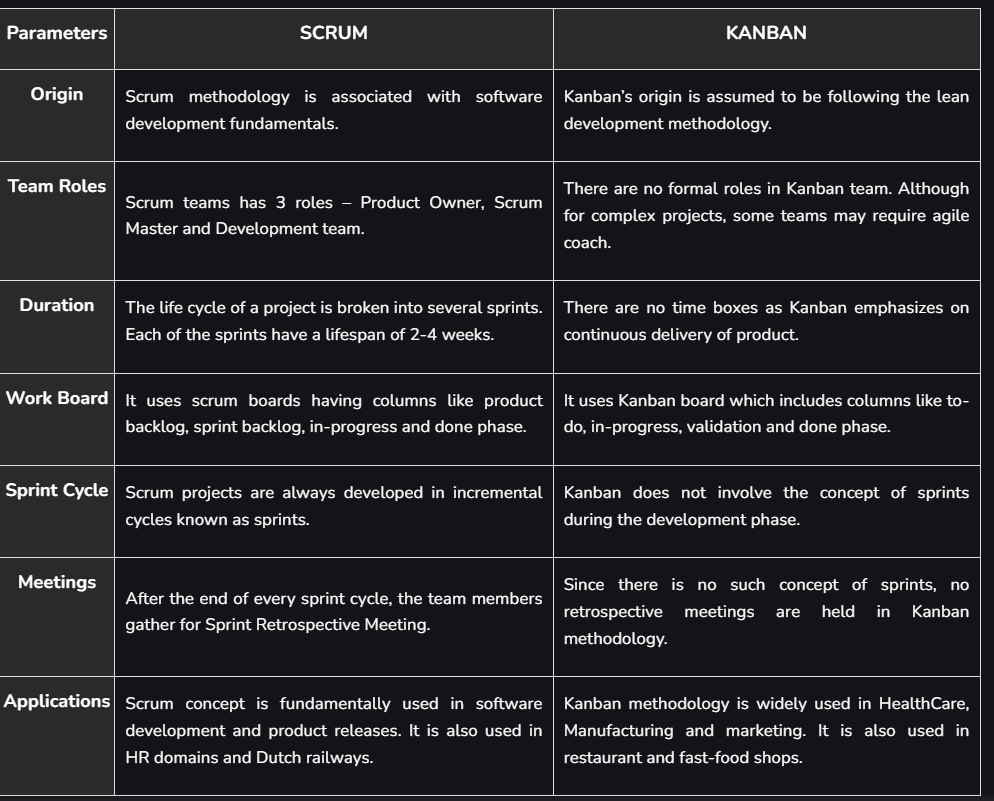 Parameters SCRUM KANBAN
Origin
Scrum methodology is associated with software
development fundamentals.
Kanban’s origin is assumed to be following the lean
development methodology.
Team Roles
Scrum teams has 3 roles – Product Owner, Scrum
Master and Development team.
There are no formal roles in Kanban team. Although
for complex projects, some teams may require agile
coach.
Duration
The life cycle of a project is broken into several sprints.
Each of the sprints have a lifespan of 2-4 weeks.
There are no time boxes as Kanban emphasizes on
continuous delivery of product.
Work Board
It uses scrum boards having columns like product
backlog, sprint backlog, in-progress and done phase.
It uses Kanban board which includes columns like to-
do, in-progress, validation and done phase.
Sprint Cycle
Scrum projects are always developed in incremental
cycles known as sprints.
Kanban does not involve the concept of sprints
during the development phase.
Meetings
After the end of every sprint cycle, the team members
gather for Sprint Retrospective Meeting.
Since there is no such concept of sprints, no
retrospective meetings are held in Kanban
methodology.
Applications
Scrum concept is fundamentally used in software
development and product releases. It is also used in
HR domains and Dutch railways.
Kanban methodology is widely used in HealthCare,
Manufacturing and marketing. It is also used in
restaurant and fast-food shops.